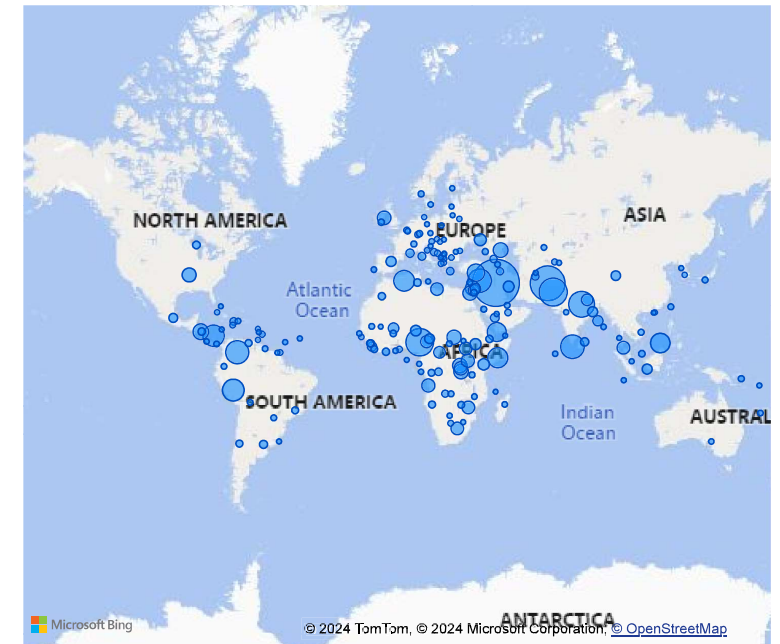 NORTH AMERICA
EUROPE
ASIA
Atlantic
Ocean
AFRICA
SOUTH AMERICA
Indian
Ocean
AUSTRAL
ANTARCTICA
Microsoft Bing
© 2024 TomTom, © 2024 Microsoft Corporation, © OpenStreetMap